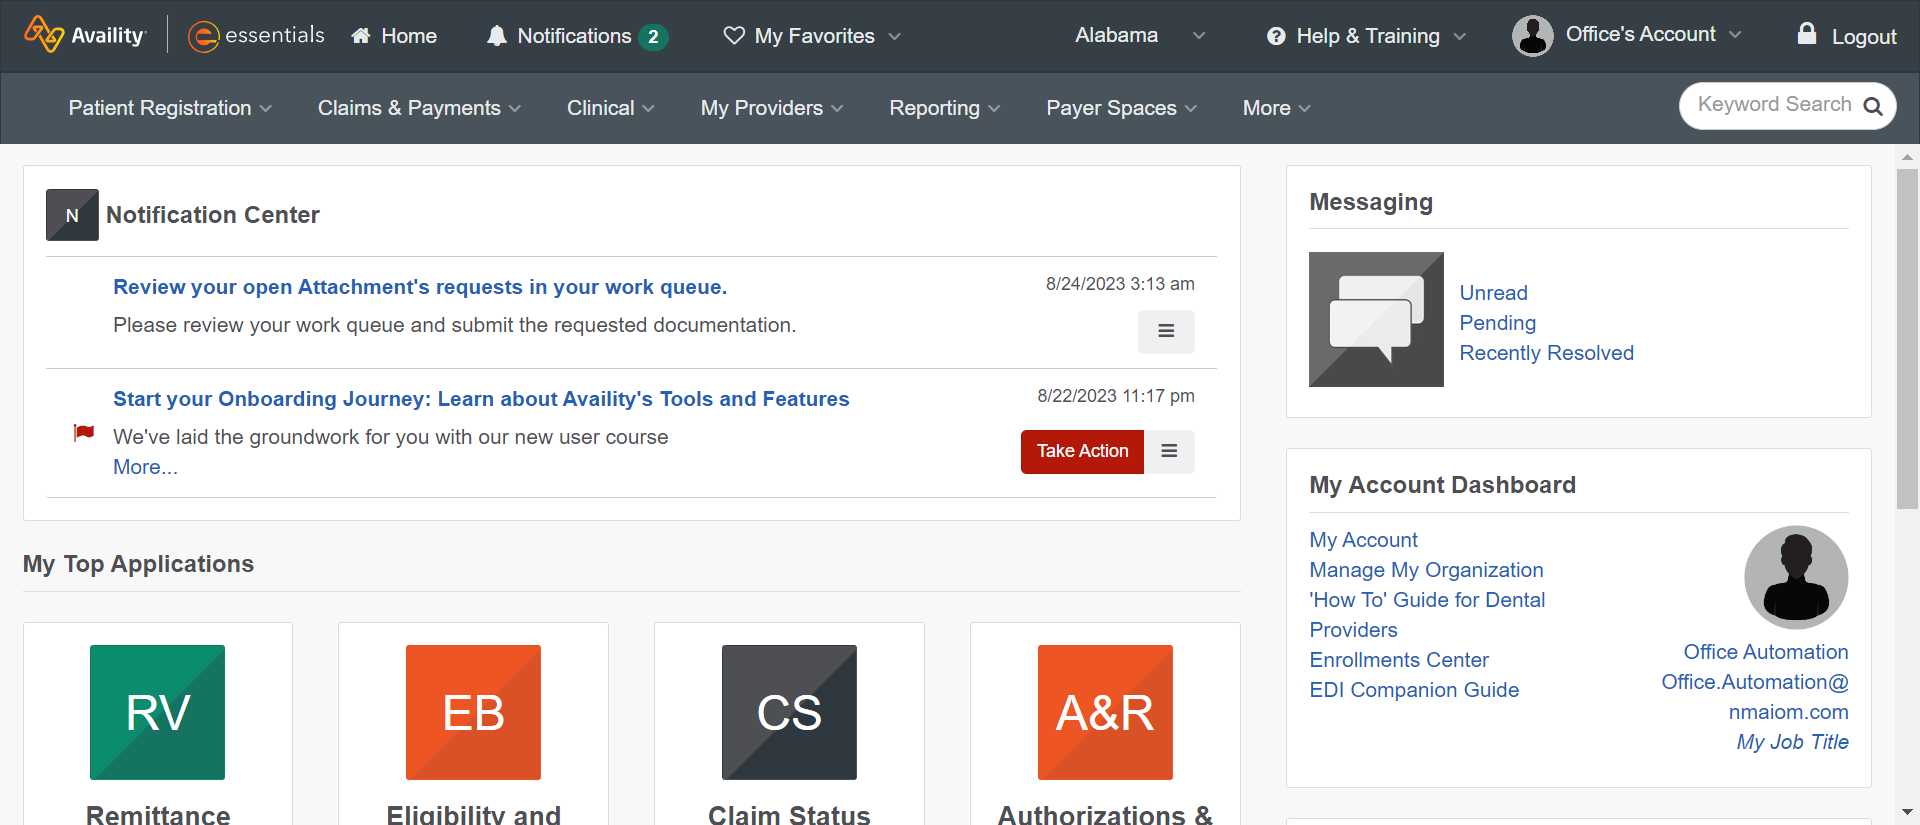 Availity essentials Home Notifications 2 My Favorites Alabama Help & Training Office's Account Logout
Patient Registration Claims & Payments Clinical My Providers Reporting Payer Spaces More Keyword Search
N Notification Center
Review your open Attachment's requests in your work queue. 8/24/2023 3:13 am
Please review your work queue and submit the requested documentation.
Start your Onboarding Journey: Learn about Availity's Tools and Features 8/22/2023 11:17 pm
We've laid the groundwork for you with our new user course
More...
Take Action
My Top Applications
RV EB CS A&R
Remittance Eligibility and Claim Status Authorizations &
Messaging
Unread
Pending
Recently Resolved
My Account Dashboard
My Account
Manage My Organization
'How To' Guide for Dental
Providers
Enrollments Center
EDI Companion Guide
Office Automation
Office.Automation@
nmaiom.com
My Job Title